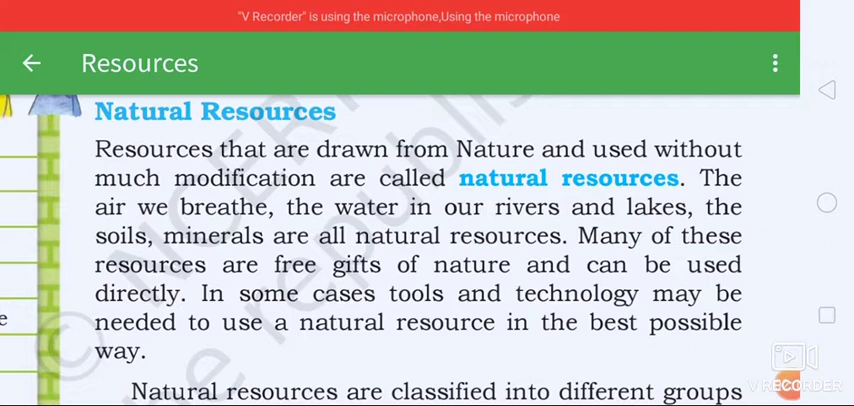 "V Recorder" is using the microphone,Using the microphone
Resources
Natural Resources
Resources that are drawn from Nature and used without
much modification are called natural resources. The
air we breathe, the water in our rivers and lakes, the
soils, minerals are all natural resources. Many of these
resources are free gifts of nature and can be used
directly. In some cases tools and technology may be
e
needed to use a natural resource in the best possible
way.
Natural resources are classified into different groups
© NCERT
be republis
V RECORDER